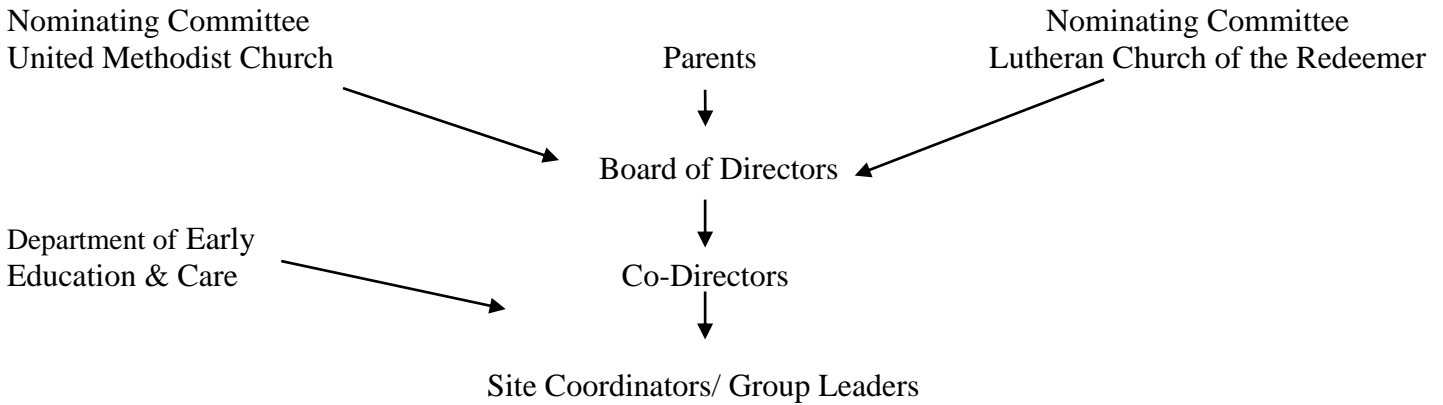 Nominating Committee
United Methodist Church
Parents
Nominating Committee
Lutheran Church of the Redeemer
Board of Directors
Department of Early
Education & Care
Co-Directors
Site Coordinators/ Group Leaders